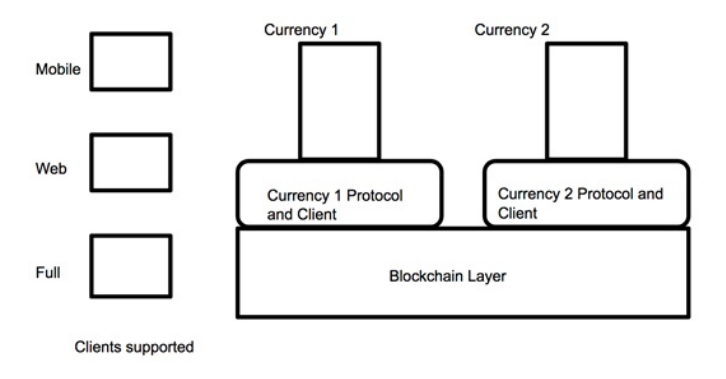 Currency 1
Currency 2
Mobile
Web
Currency 1 Protocol
and Client
Currency 2 Protocol and
Client
Full
Blockchain Layer
Clients supported